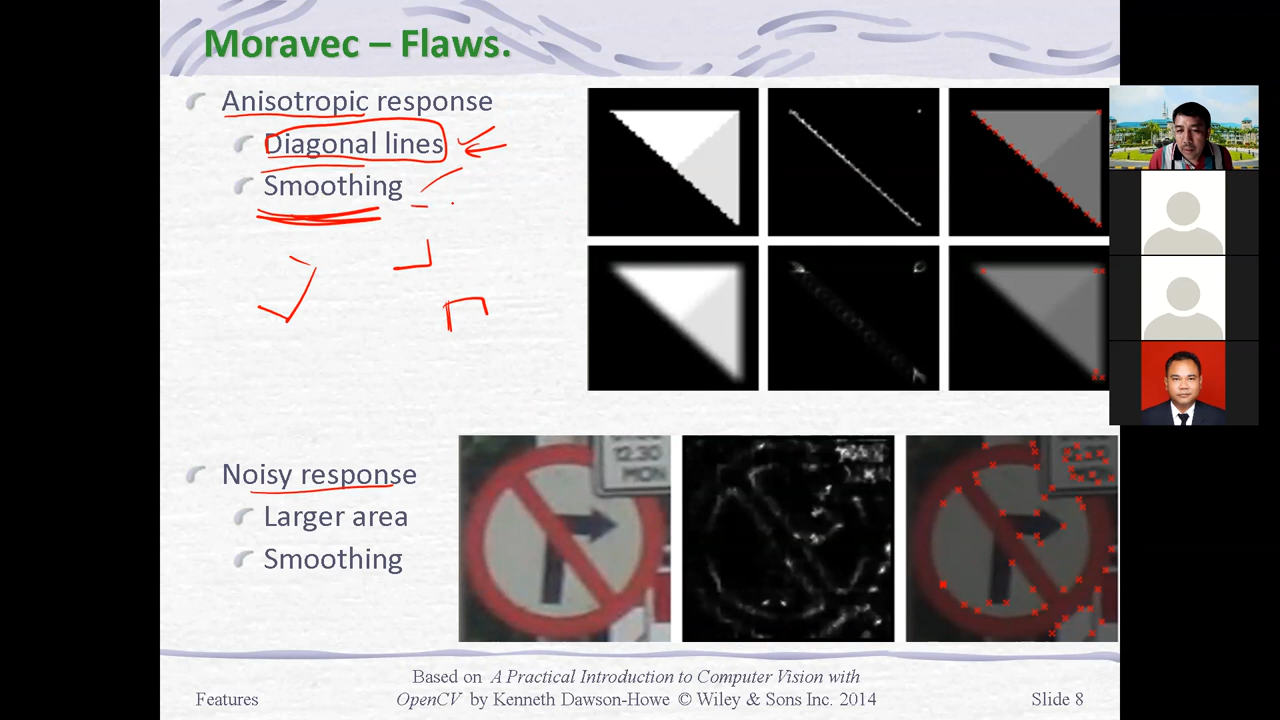 Moravec – Flaws.
Anisotropic response
Diagonal lines
Smoothing
Noisy response
Larger area
Smoothing
12.30
MON
Based on A Practical Introduction to Computer Vision with
Features OpenCV by Kenneth Dawson-Howe © Wiley & Sons Inc. 2014 Slide 8